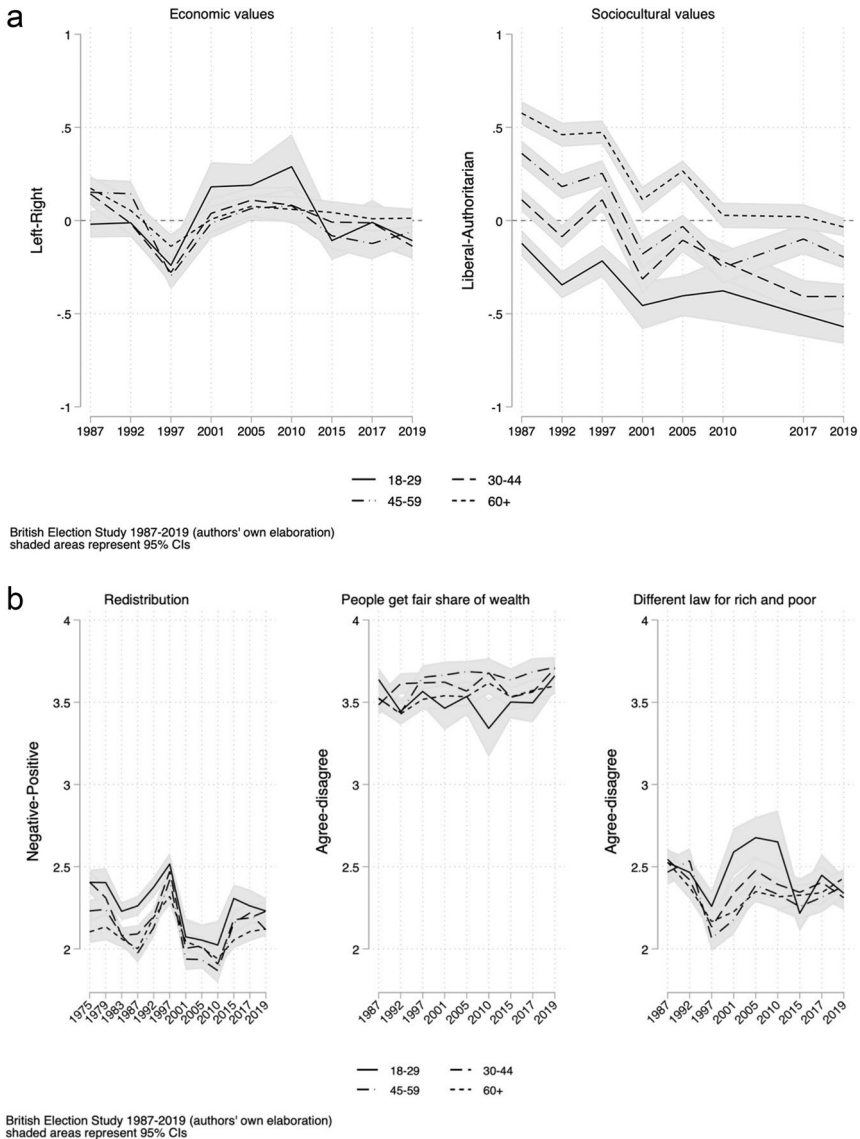 a
Economic values
Sociocultural values
Left-Right
1
.5
0
-.5
-1
1987 1992 1997 2001 2005 2010 2015 2017 2019
Liberal-Authoritarian
1
.5
0
-.5
-1
1987 1992 1997 2001 2005 2010 2017 2019
18-29 30-44
45-59 60+
British Election Study 1987-2019 (authors' own elaboration)
shaded areas represent 95% CIs
b
Redistribution
People get fair share of wealth
Different law for rich and poor
Negative-Positive
4
3.5
3
2.5
2
1975 1979 1983 1987 1992 1997 2001 2005 2010 2015 2019
Agree-disagree
4
3.5
3
2.5
2
1987 1992 1997 2001 2005 2010 2015 2017 2019
Agree-disagree
4
3.5
3
2.5
2
1987 1992 1997 2001 2005 2010 2015 2017 2019
18-29 30-44
45-59 60+
British Election Study 1987-2019 (authors' own elaboration)
shaded areas represent 95% CIs